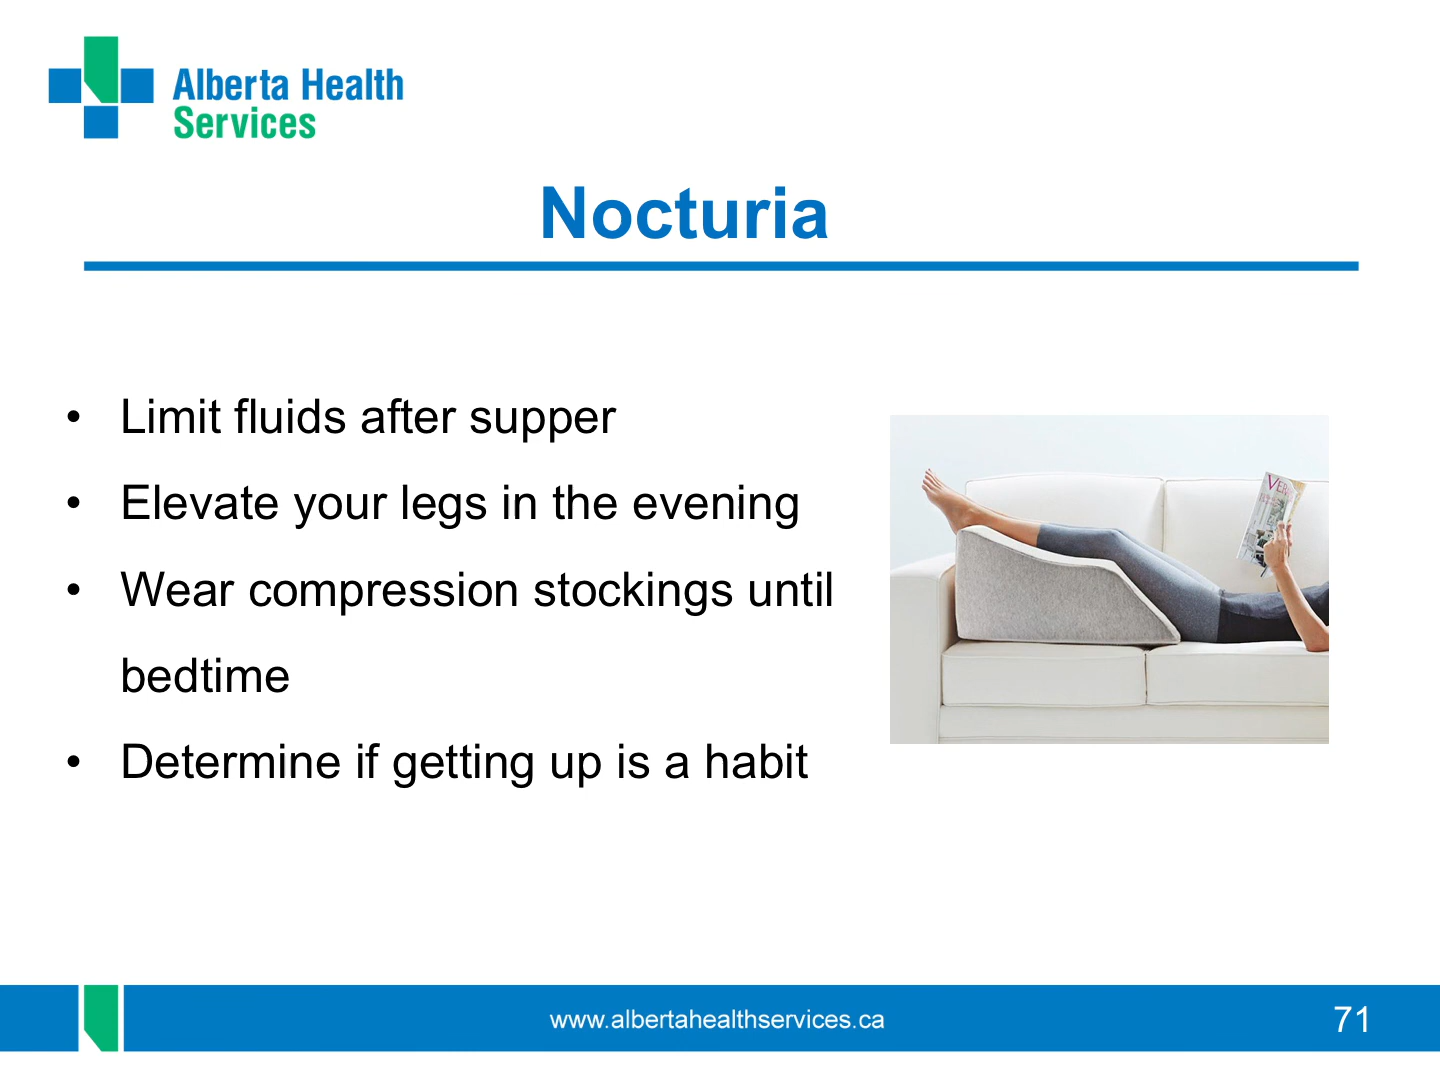 Alberta Health
Services
Nocturia
• Limit fluids after supper
• Elevate your legs in the evening
• Wear compression stockings until
bedtime
• Determine if getting up is a habit
www.albertahealthservices.ca
71